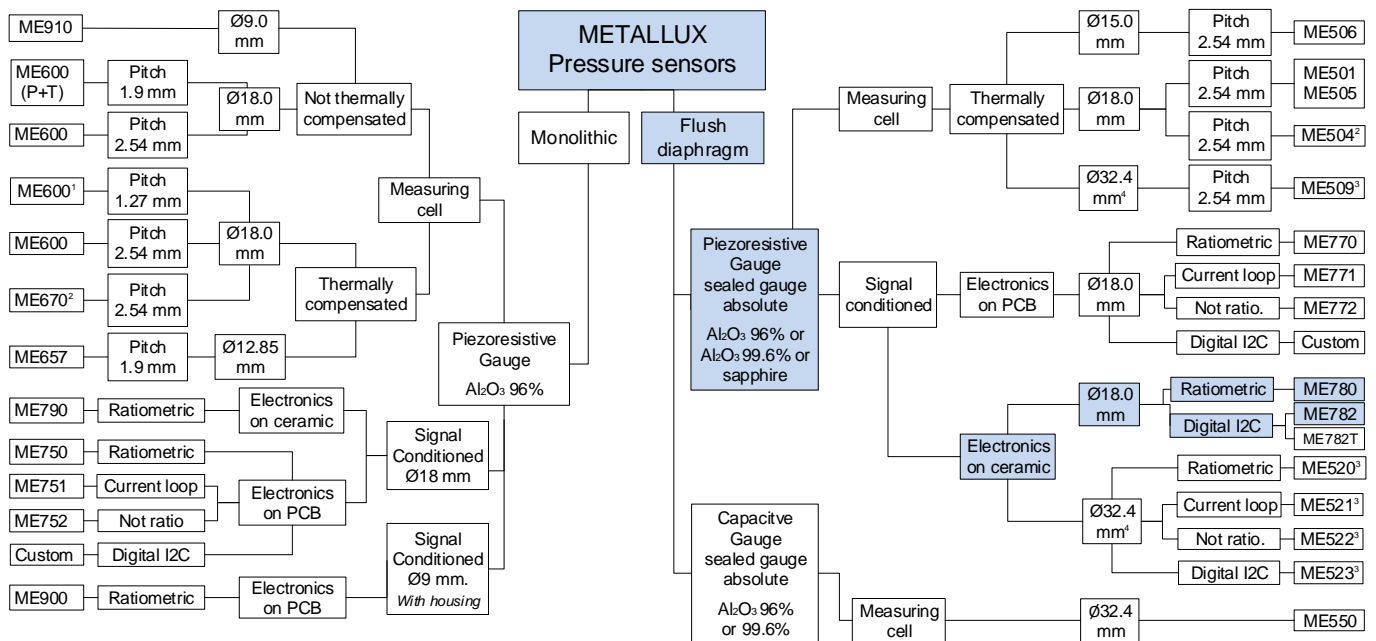 METALLUX
Pressure sensors
Monolithic
Flush
diaphragm
ME910
Ø9.0
mm
ME600
(P+T)
Pitch
1.9 mm
Ø18.0
mm
Not thermally
compensated
ME600
Pitch
2.54 mm
ME600¹
Pitch
1.27 mm
Measuring
cell
ME600
Pitch
2.54 mm
Ø18.0
mm
ME670²
Pitch
2.54 mm
Thermally
compensated
ME657
Pitch
1.9 mm
Ø12.85
mm
Piezoresistive
Gauge
Al₂O₃ 96%
ME790
Ratiometric
Electronics
on ceramic
ME750
Ratiometric
Signal
Conditioned
Ø18 mm
ME751
Current loop
Electronics
on PCB
ME752
Not ratio
Custom
Digital I2C
Signal
Conditioned
Ø9 mm.
With housing
ME900
Ratiometric
Electronics
on PCB
Piezoresistive
Gauge
sealed gauge
absolute
Al₂O₃ 96% or
Al₂O₃ 99.6% or
sapphire
Measuring
cell
Thermally
compensated
Ø15.0
mm
Pitch
2.54 mm
ME506
Ø18.0
mm
Pitch
2.54 mm
ME501
ME505
Pitch
2.54 mm
ME504²
Ø32.4
mm⁴
Pitch
2.54 mm
ME509³
Signal
conditioned
Electronics
on PCB
Ø18.0
mm
Ratiometric
ME770
Current loop
ME771
Not ratio.
ME772
Digital I2C
Custom
Electronics
on ceramic
Ø18.0
mm
Ratiometric
ME780
Digital I2C
ME782
ME782T
Ø32.4
mm⁴
Ratiometric
ME520³
Current loop
ME521³
Not ratio.
ME522³
Digital I2C
ME523³
Capacitve
Gauge
sealed gauge
absolute
Al₂O₃ 96%
or 99.6%
Measuring
cell
Ø32.4
mm
ME550